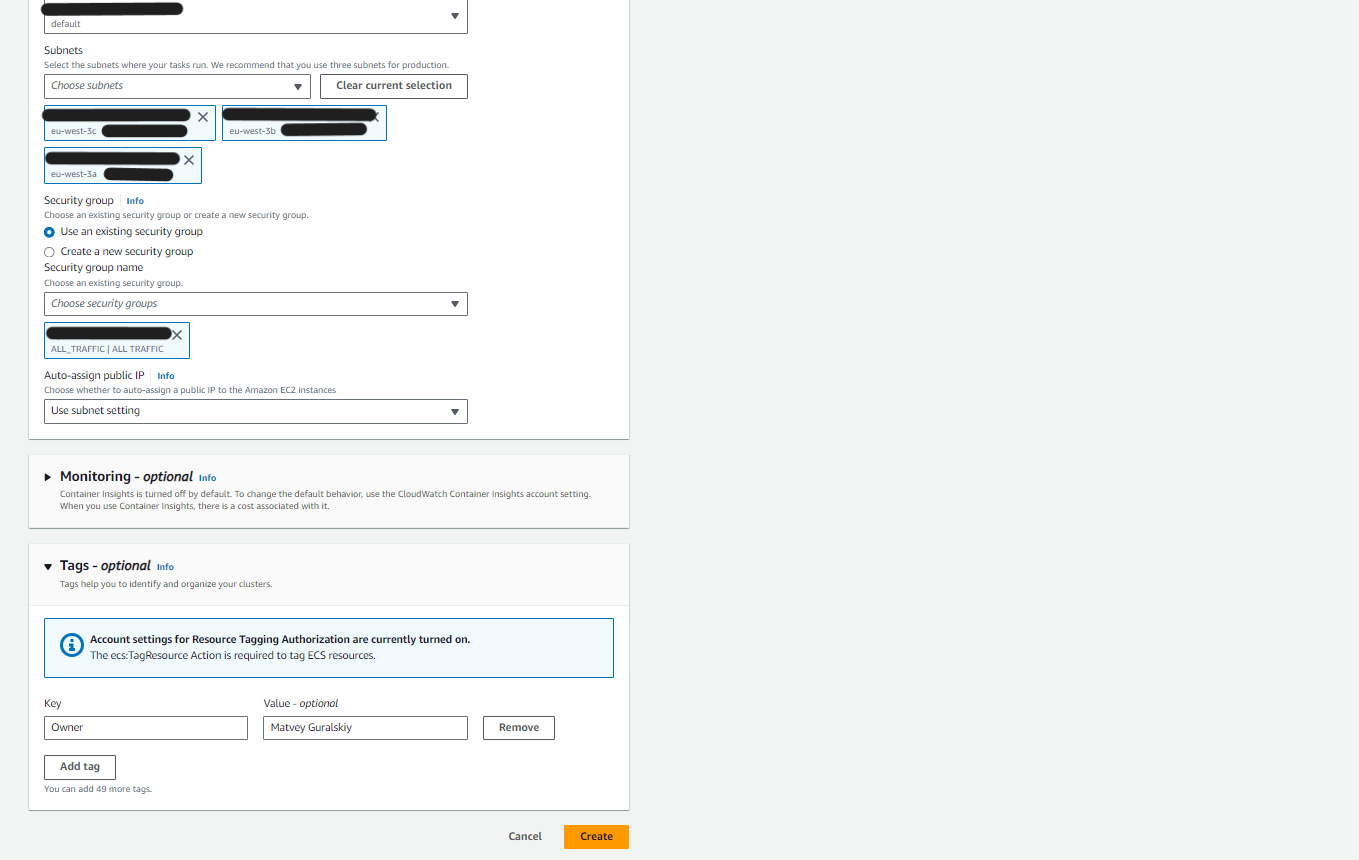 default
Subnets
Select the subnets where your tasks run. We recommend that you use three subnets for production.
Choose subnets
Clear current selection
eu-west-3c
eu-west-3b
eu-west-3a
Security group Info
Choose an existing security group or create a new security group.
Use an existing security group
Create a new security group
Security group name
Choose an existing security group.
Choose security groups
ALL_TRAFFIC | ALL TRAFFIC
Auto-assign public IP Info
Choose whether to auto-assign a public IP to the Amazon EC2 instances
Use subnet setting
Monitoring - optional Info
Container Insights is turned off by default. To change the default behavior, use the CloudWatch Container Insights account setting.
When you use Container Insights, there is a cost associated with it.
Tags - optional Info
Tags help you to identify and organize your clusters.
Account settings for Resource Tagging Authorization are currently turned on.
The ecs:TagResource Action is required to tag ECS resources.
Key
Value - optional
Owner
Matvey Guralskiy
Remove
Add tag
You can add 49 more tags.
Cancel
Create